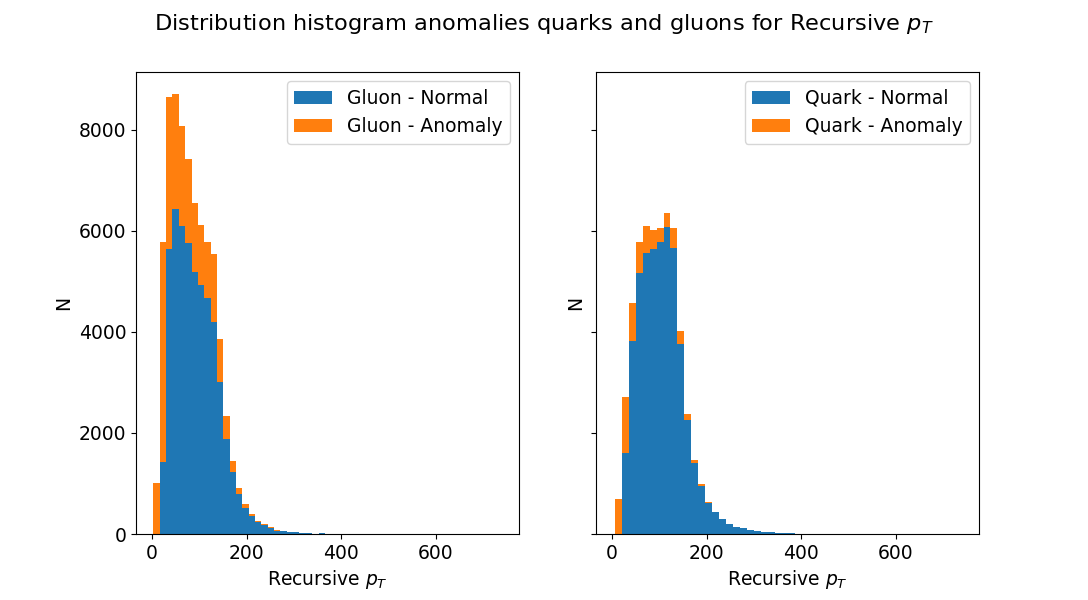 Distribution histogram anomalies quarks and gluons for Recursive p_T
Gluon - Normal
Gluon - Anomaly
8000
6000
4000
2000
0
N
0 200 400 600
Recursive p_T
Quark - Normal
Quark - Anomaly
N
0 200 400 600
Recursive p_T